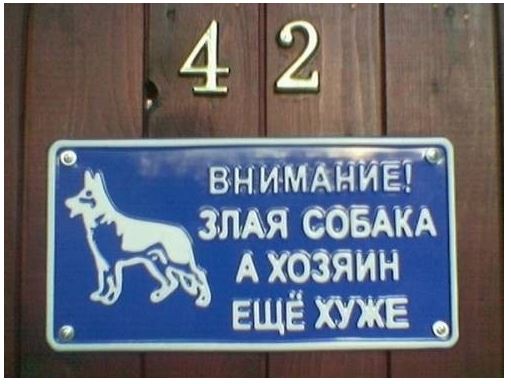 42
ВНИМАНИЕ!
ЗЛАЯ СОБАКА
А ХОЗЯИН
ЕЩЁ ХУЖЕ